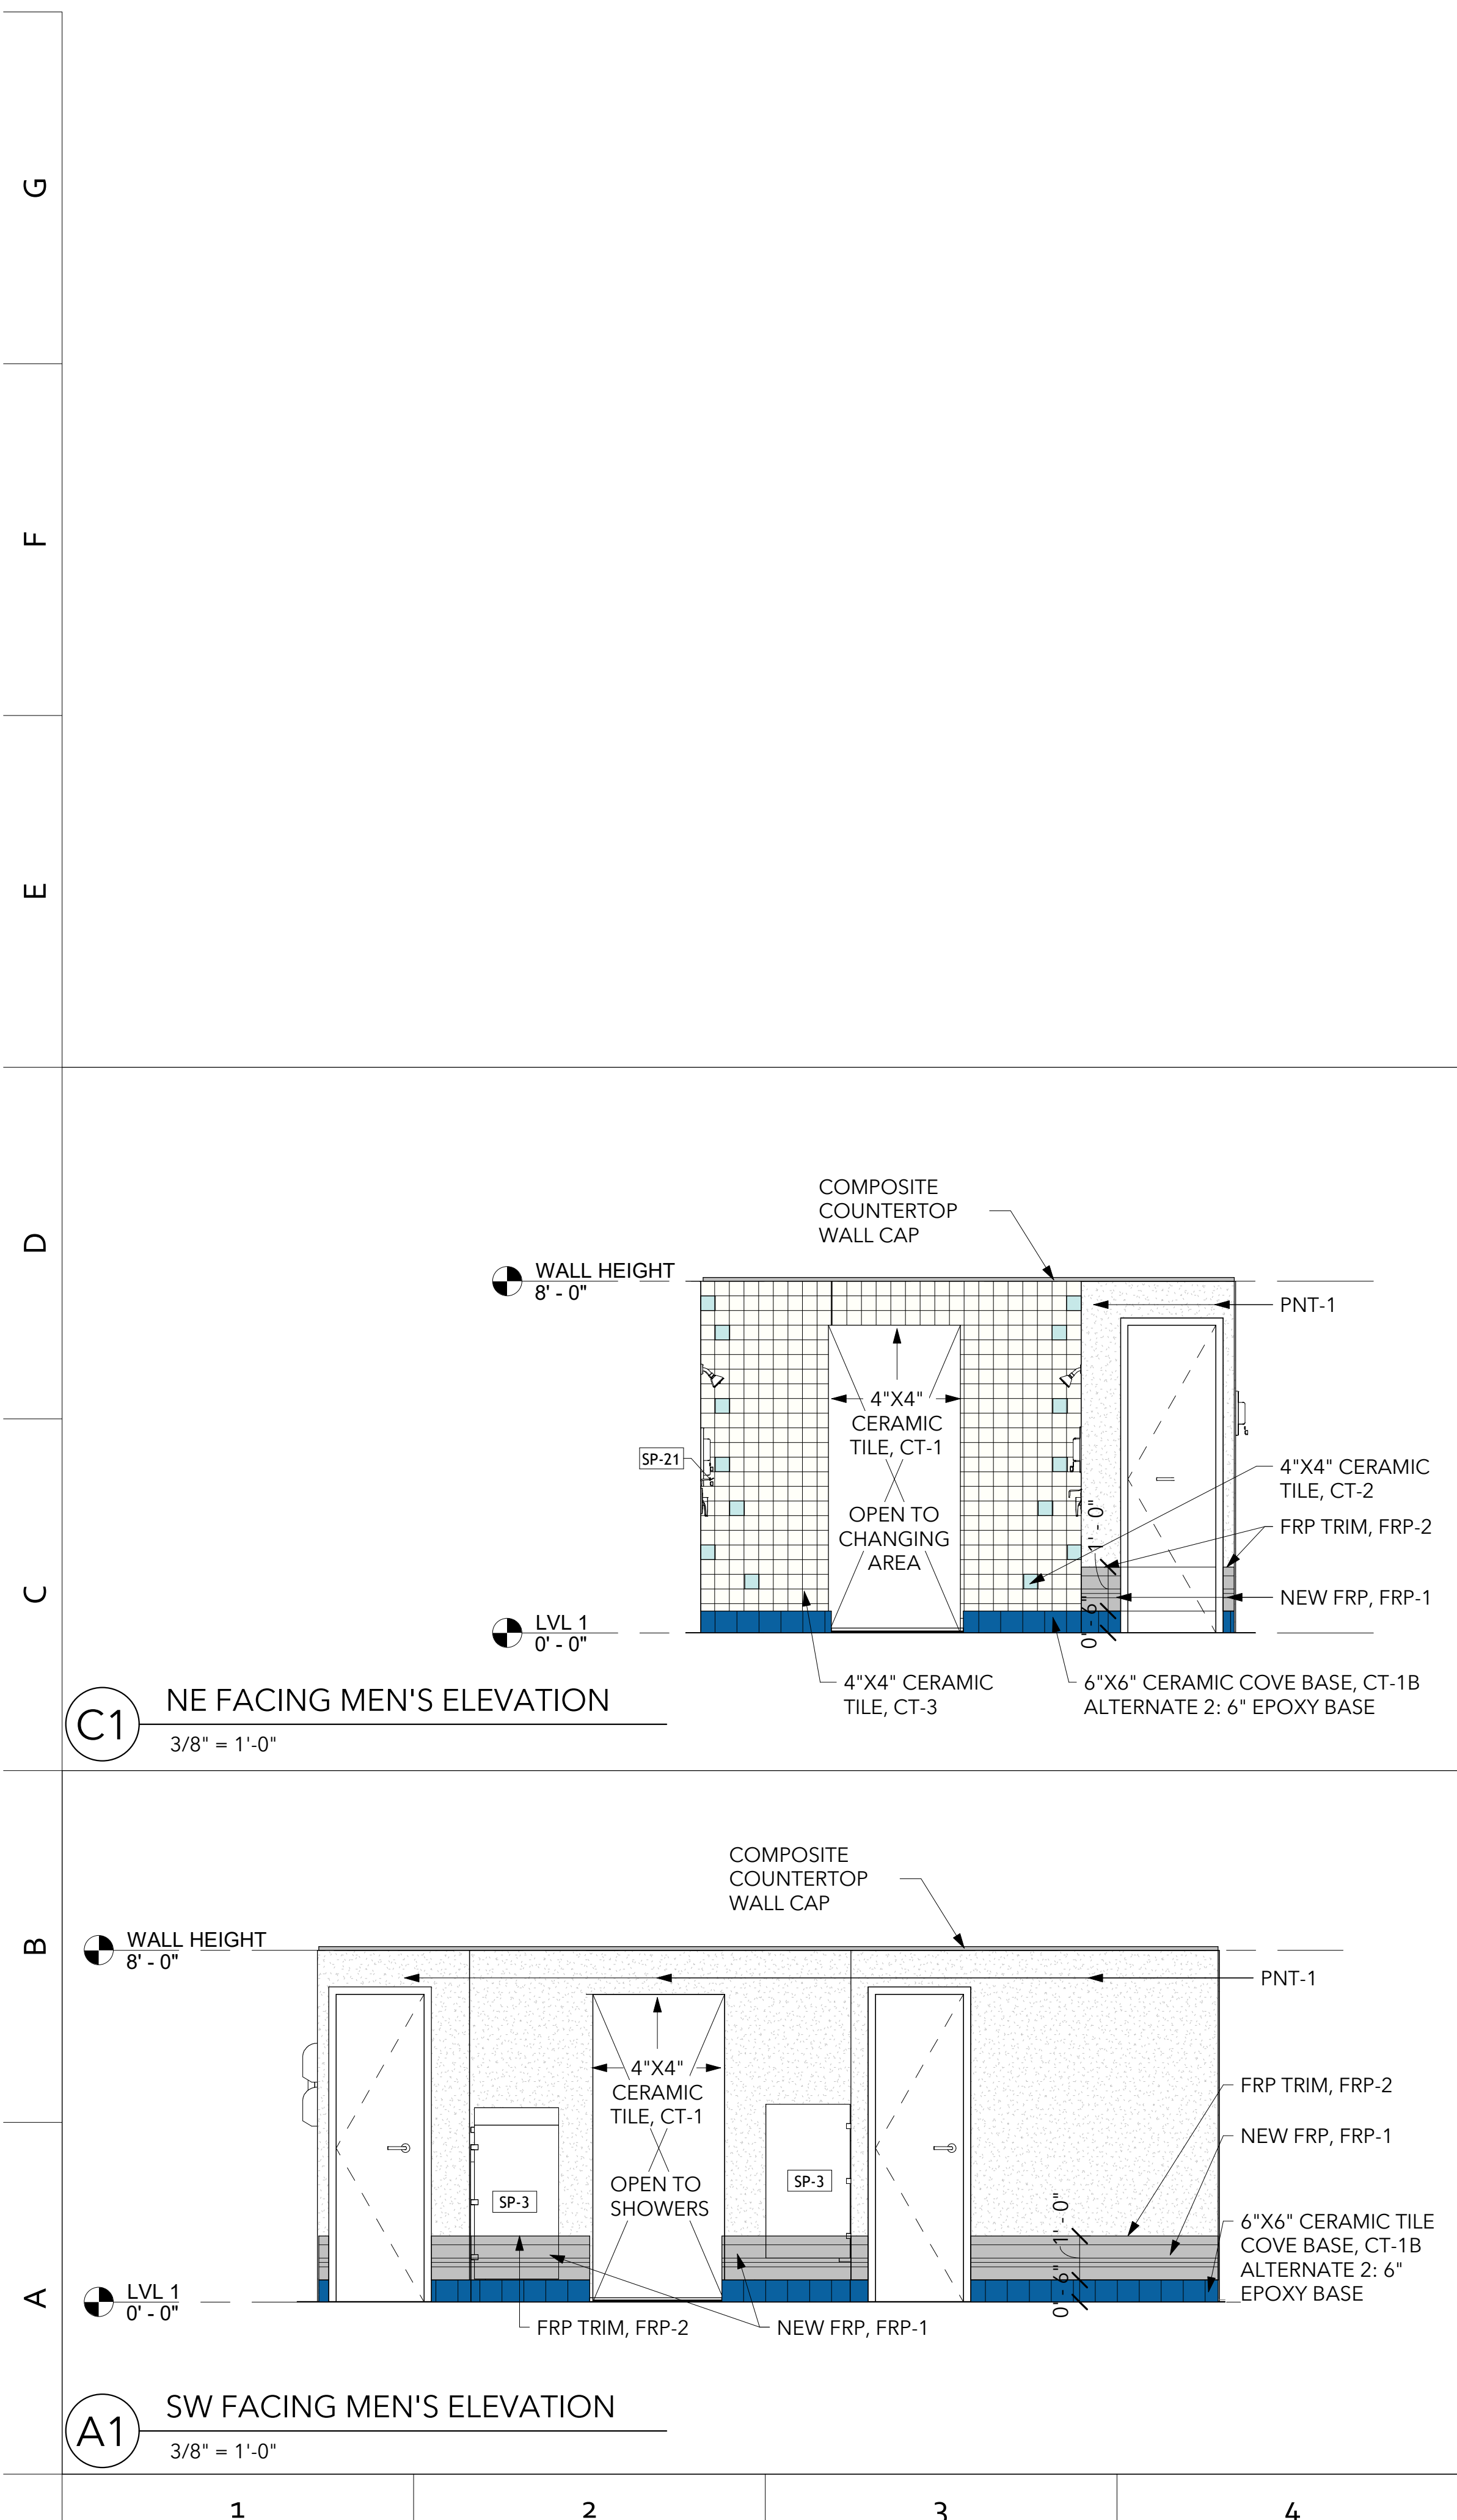 G
F
E
D
C
B
A
COMPOSITE
COUNTERTOP
WALL CAP
WALL HEIGHT
8' - 0"
PNT-1
4"X4"
CERAMIC
TILE, CT-1
SP-21
OPEN TO
CHANGING
AREA
4"X4" CERAMIC
TILE, CT-2
1' - 0"
FRP TRIM, FRP-2
NEW FRP, FRP-1
0' - 6"
LVL 1
0' - 0"
4"X4" CERAMIC
TILE, CT-3
6"X6" CERAMIC COVE BASE, CT-1B
ALTERNATE 2: 6" EPOXY BASE
C1
NE FACING MEN'S ELEVATION
3/8" = 1'-0"
COMPOSITE
COUNTERTOP
WALL CAP
WALL HEIGHT
8' - 0"
PNT-1
4"X4"
CERAMIC
TILE, CT-1
OPEN TO
SHOWERS
SP-3
SP-3
FRP TRIM, FRP-2
NEW FRP, FRP-1
1' - 0"
0' - 6"
6"X6" CERAMIC TILE
COVE BASE, CT-1B
ALTERNATE 2: 6"
EPOXY BASE
LVL 1
0' - 0"
FRP TRIM, FRP-2
NEW FRP, FRP-1
A1
SW FACING MEN'S ELEVATION
3/8" = 1'-0"
1
2
3
4